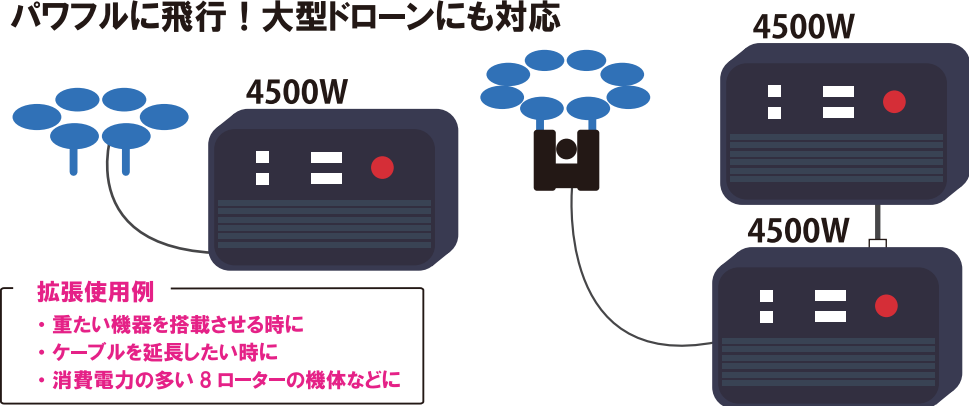 パワフルに飛行！大型ドローンにも対応
4500W
4500W
4500W
拡張使用例
・重たい機器を搭載させる時に
・ケーブルを延長したい時に
・消費電力の多い8ローターの機体などに